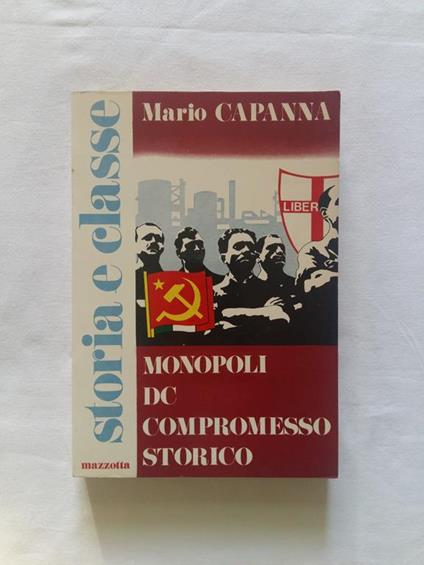 storia e classe
Mario CAPANNA
LIBER
MONOPOLI
DC
COMPROMESSO
STORICO
mazzotta